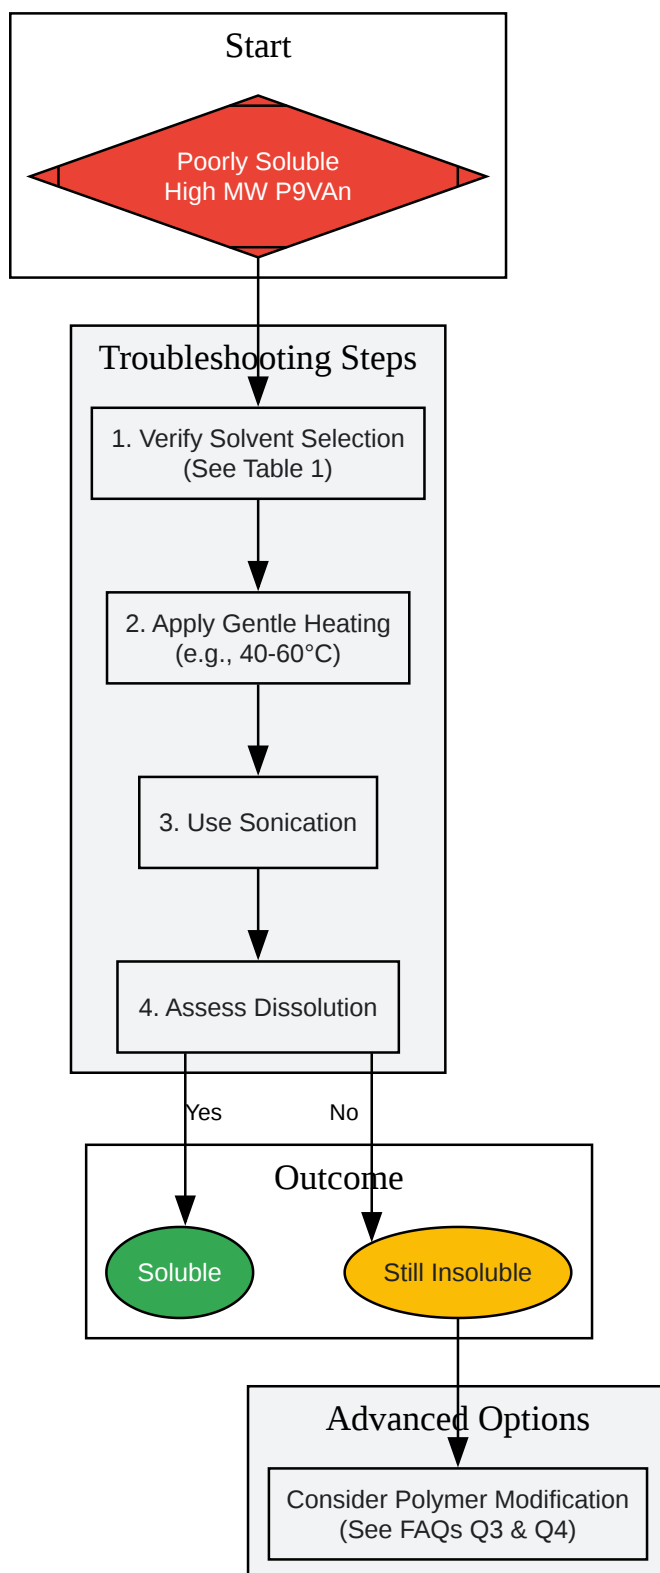 Start
Poorly Soluble
High MW P9VAn
Troubleshooting Steps
1. Verify Solvent Selection
(See Table 1)
2. Apply Gentle Heating
(e.g., 40-60°C)
3. Use Sonication
4. Assess Dissolution
Yes
No
Outcome
Soluble
Still Insoluble
Advanced Options
Consider Polymer Modification
(See FAQs Q3 & Q4)